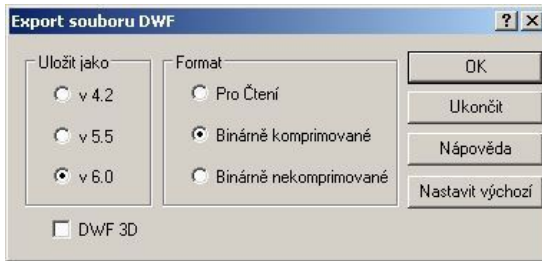 Export souboru DWF
Uložit jako
v 4.2
v 5.5
v 6.0
DWF 3D
Format
Pro Čtení
Binárně komprimované
Binárně nekomprimované
OK
Ukončit
Nápověda
Nastavit výchozí